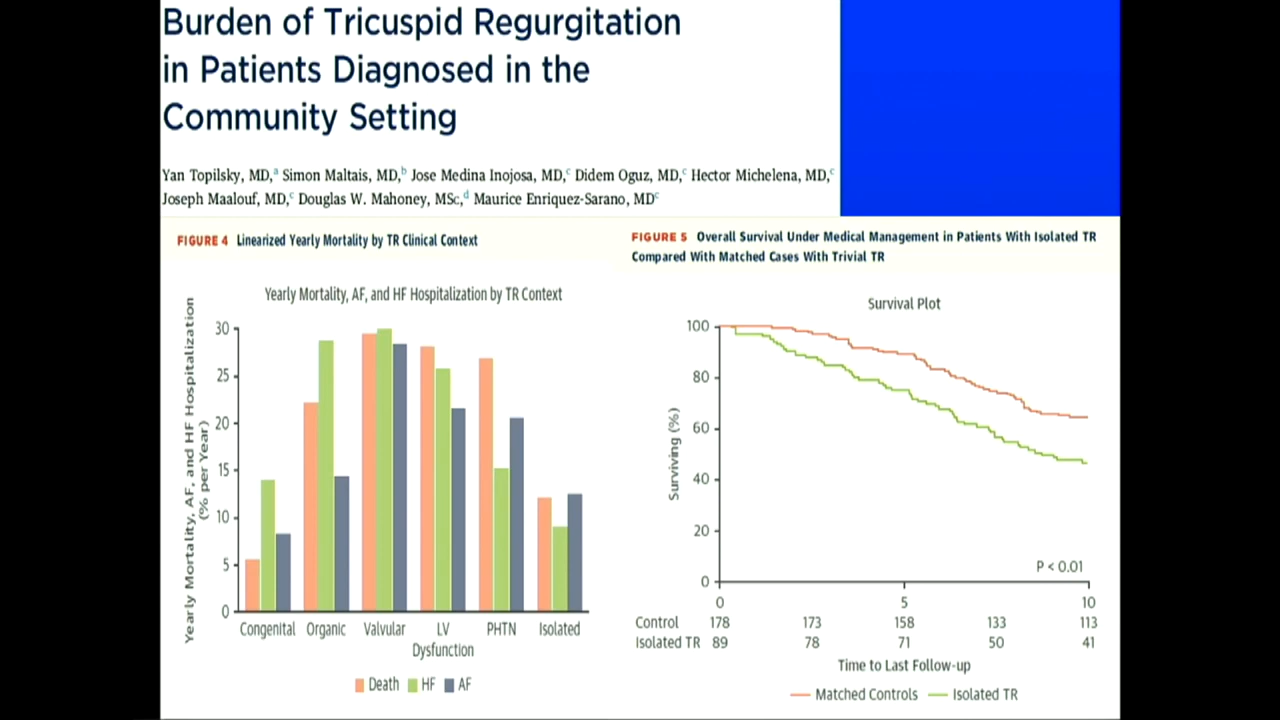 Burden of Tricuspid Regurgitation
in Patients Diagnosed in the
Community Setting
Yan Topilsky, MD,a Simon Maltais, MD,b Jose Medina Inojosa, MD,c Didem Oguz, MD,c Hector Michelena, MD,c
Joseph Maalouf, MD,c Douglas W. Mahoney, MSc,d Maurice Enriquez-Sarano, MDc
FIGURE 4 Linearized Yearly Mortality by TR Clinical Context
Yearly Mortality, AF, and HF Hospitalization by TR Context
Yearly Mortality, AF, and HF Hospitalization
(% per Year)
30
25
20
15
10
5
0
Congenital Organic Valvular LV PHTN Isolated
Dysfunction
Death HF AF
FIGURE 5 Overall Survival Under Medical Management in Patients With Isolated TR
Compared With Matched Cases With Trivial TR
Survival Plot
Surviving (%)
100
80
60
40
20
0
P < 0.01
0 5 10
Control 178 173 158 133 113
Isolated TR 89 78 71 50 41
Time to Last Follow-up
Matched Controls Isolated TR